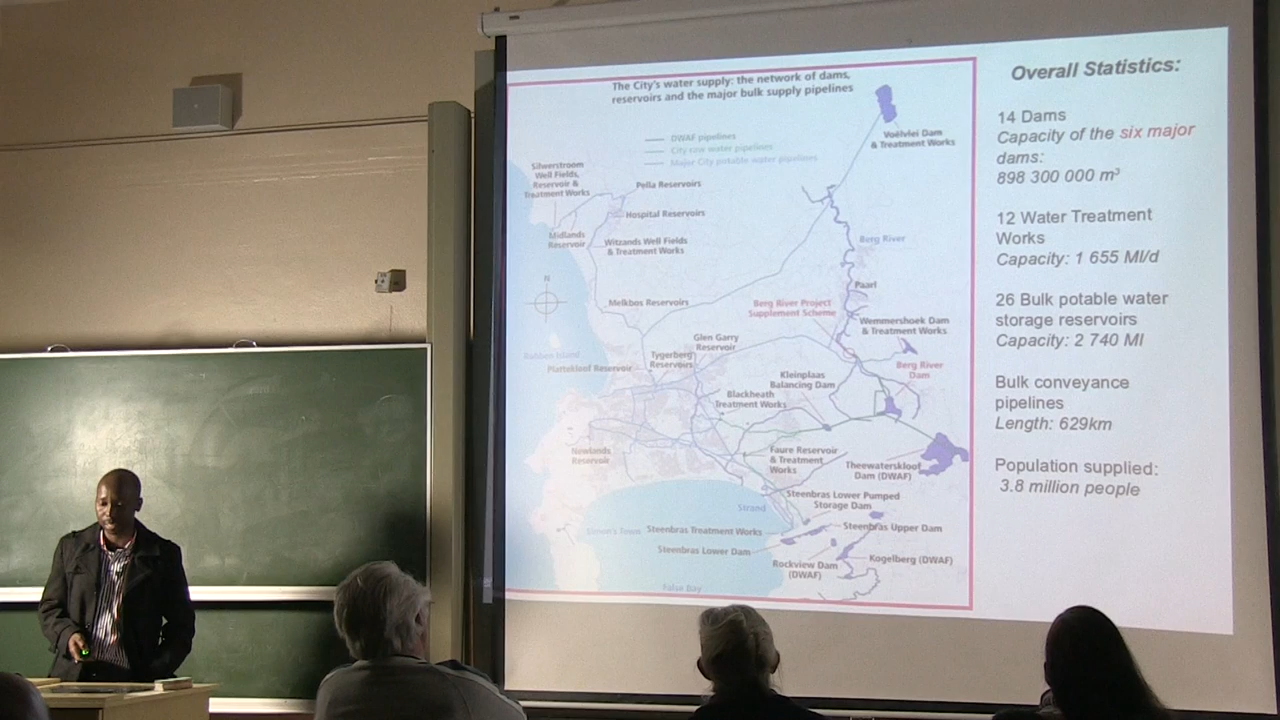 The City's water supply: the network of dams,
reservoirs and the major bulk supply pipelines
DWAF pipelines
City raw water pipelines
Major City potable water pipelines
Voëlvlei Dam
& Treatment Works
Silwerstroom
Well Fields,
Reservoir &
Treatment Works
Pella Reservoirs
Hospital Reservoirs
Midlands
Reservoir
Witzands Well Fields
& Treatment Works
Berg River
N
Paarl
Melkbos Reservoirs
Berg River Project
Supplement Scheme
Wemmershoek Dam
& Treatment Works
Glen Garry
Reservoir
Robben Island
Tygerberg
Reservoirs
Plattekloof Reservoir
Berg River
Dam
Kleinplaas
Balancing Dam
Blackheath
Treatment Works
Newlands
Reservoir
Faure Reservoir
& Treatment
Works
Theewaterskloof
Dam (DWAF)
Steenbras Lower Pumped
Storage Dam
Strand
Simon's Town
Steenbras Treatment Works
Steenbras Upper Dam
Steenbras Lower Dam
Rockview Dam
(DWAF)
Kogelberg (DWAF)
False Bay
Overall Statistics:
14 Dams
Capacity of the six major
dams:
898 300 000 m³
12 Water Treatment
Works
Capacity: 1 655 Ml/d
26 Bulk potable water
storage reservoirs
Capacity: 2 740 Ml
Bulk conveyance
pipelines
Length: 629km
Population supplied:
3.8 million people